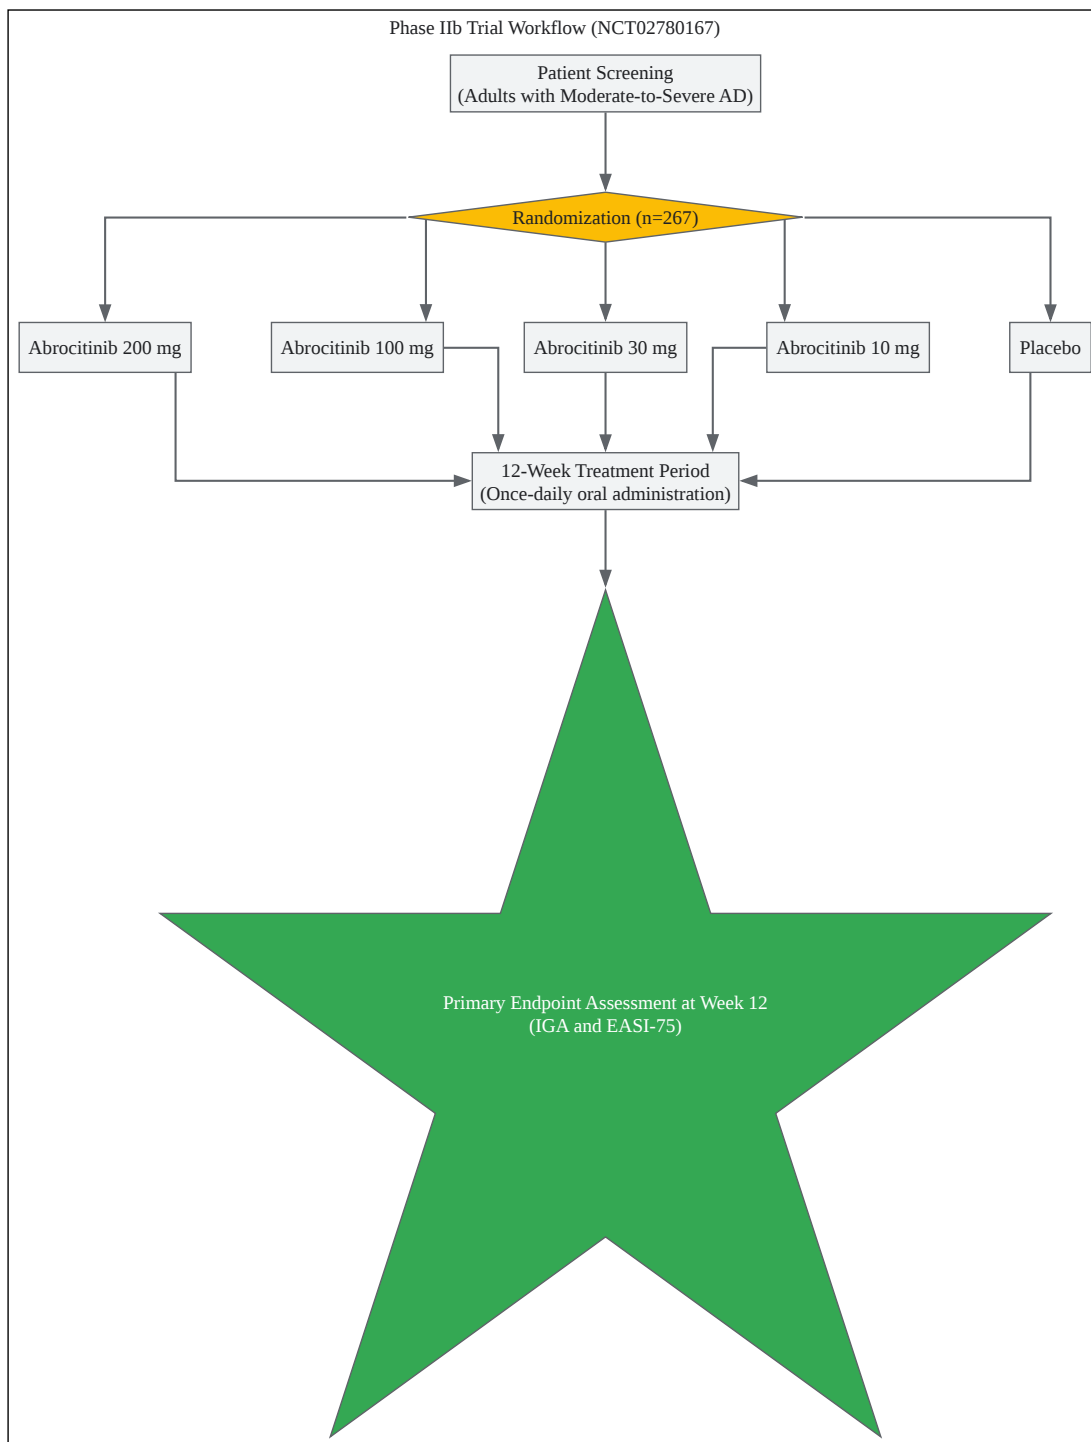 Phase IIb Trial Workflow (NCT02780167)
Patient Screening
(Adults with Moderate-to-Severe AD)
Randomization (n=267)
Abrocitinib 200 mg
Abrocitinib 100 mg
Abrocitinib 30 mg
Abrocitinib 10 mg
Placebo
12-Week Treatment Period
(Once-daily oral administration)
Primary Endpoint Assessment at Week 12
(IGA and EASI-75)